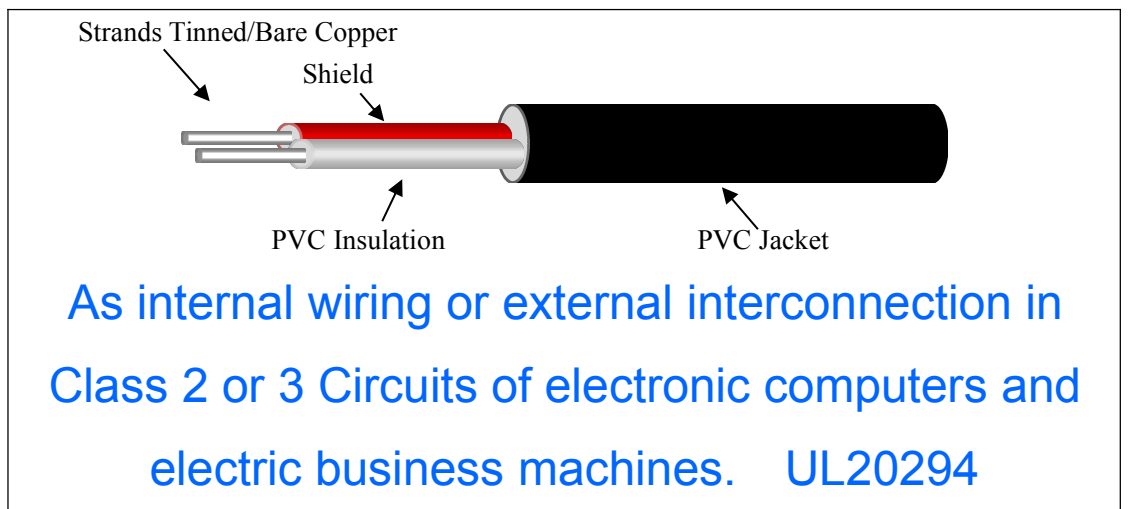 Strands Tinned/Bare Copper
Shield
PVC Insulation
PVC Jacket
As internal wiring or external interconnection in
Class 2 or 3 Circuits of electronic computers and
electric business machines. UL20294